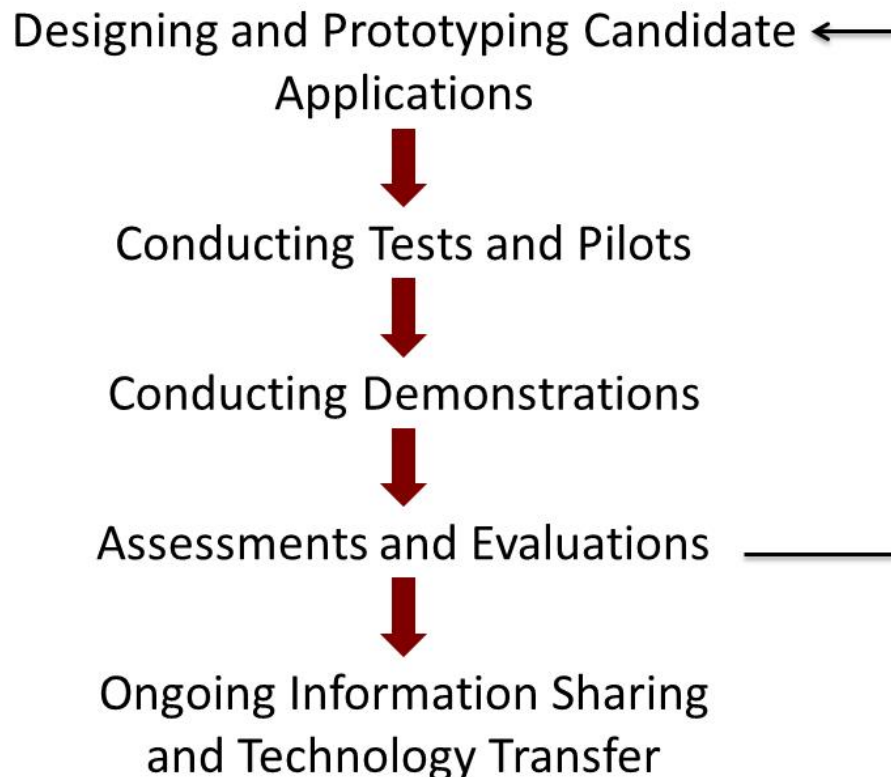 Designing and Prototyping Candidate
Applications
Conducting Tests and Pilots
Conducting Demonstrations
Assessments and Evaluations
Ongoing Information Sharing
and Technology Transfer